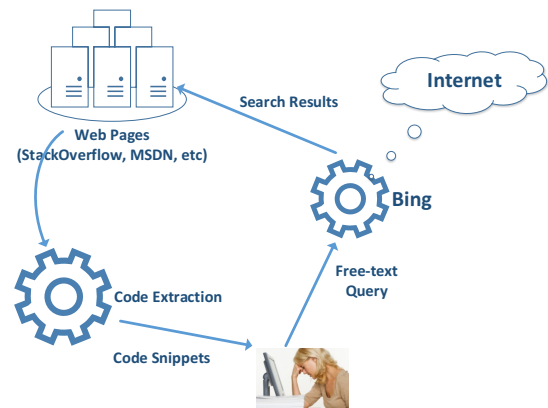 Internet
Search Results
Web Pages
(StackOverflow, MSDN, etc)
Bing
Free-text
Query
Code Extraction
Code Snippets